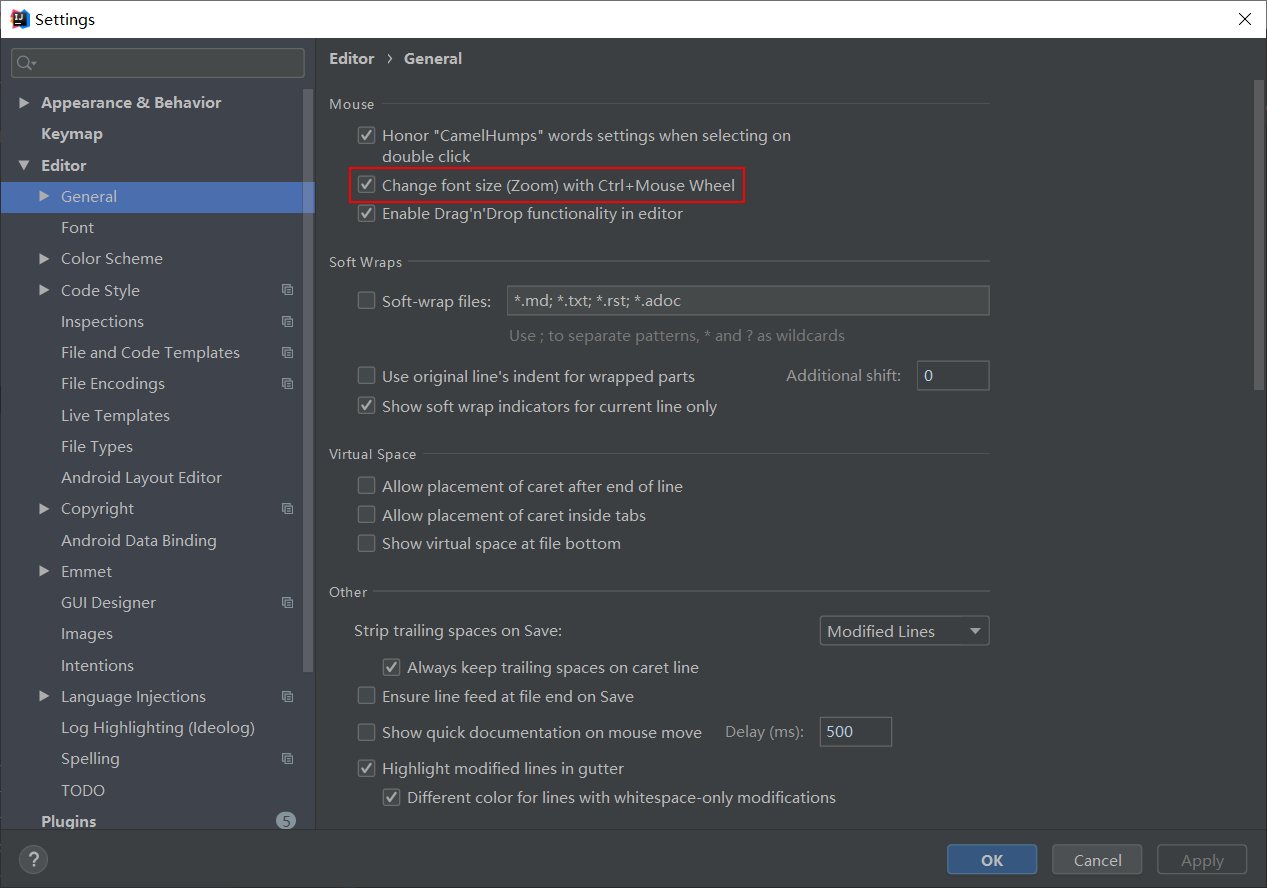 Settings
Appearance & Behavior
Keymap
Editor
General
Font
Color Scheme
Code Style
Inspections
File and Code Templates
File Encodings
Live Templates
File Types
Android Layout Editor
Copyright
Android Data Binding
Emmet
GUI Designer
Images
Intentions
Language Injections
Log Highlighting (Ideolog)
Spelling
TODO
Plugins 5
Editor › General
Mouse
Honor "CamelHumps" words settings when selecting on
double click
Change font size (Zoom) with Ctrl+Mouse Wheel
Enable Drag'n'Drop functionality in editor
Soft Wraps
Soft-wrap files: *.md; *.txt; *.rst; *.adoc
Use ; to separate patterns, * and ? as wildcards
Use original line's indent for wrapped parts Additional shift: 0
Show soft wrap indicators for current line only
Virtual Space
Allow placement of caret after end of line
Allow placement of caret inside tabs
Show virtual space at file bottom
Other
Strip trailing spaces on Save: Modified Lines
Always keep trailing spaces on caret line
Ensure line feed at file end on Save
Show quick documentation on mouse move Delay (ms): 500
Highlight modified lines in gutter
Different color for lines with whitespace-only modifications
? OK Cancel Apply